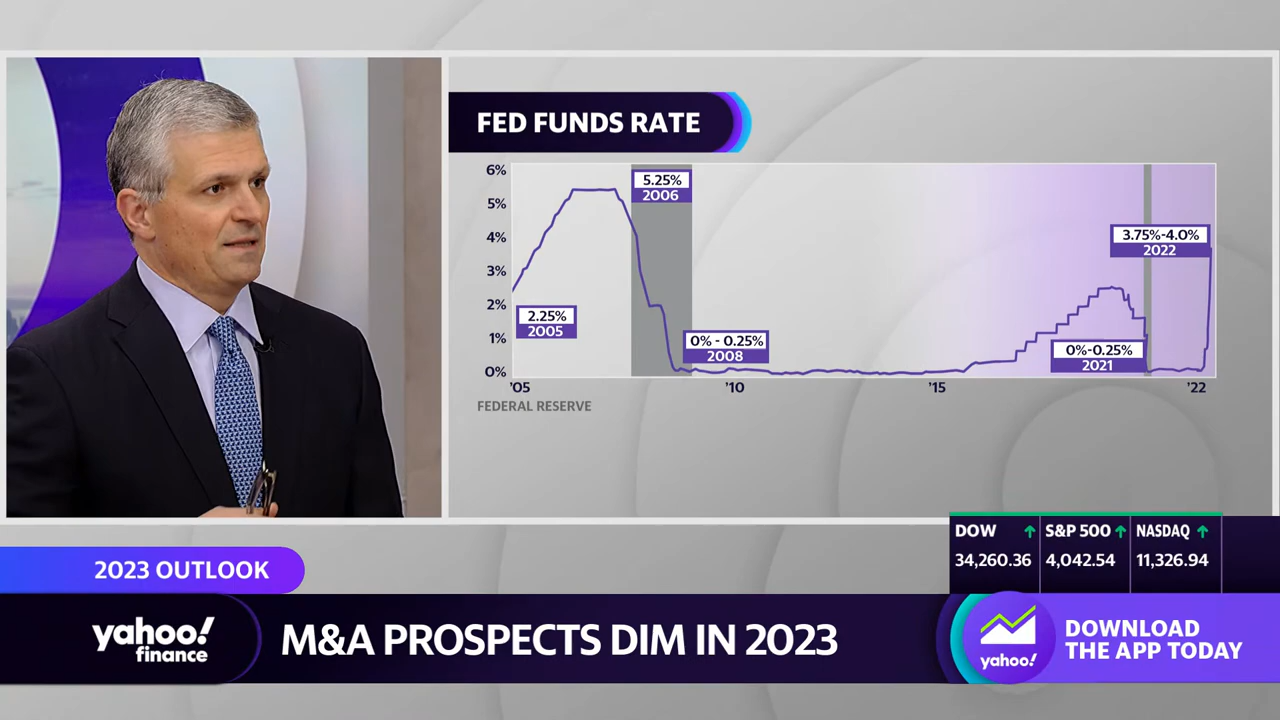 FED FUNDS RATE
6%
5%
4%
3%
2%
1%
0%
5.25%
2006
3.75%-4.0%
2022
2.25%
2005
0% - 0.25%
2008
0%-0.25%
2021
'05
'10
'15
'22
FEDERAL RESERVE
DOW
34,260.36
S&P 500
4,042.54
NASDAQ
11,326.94
2023 OUTLOOK
yahoo!
finance
M&A PROSPECTS DIM IN 2023
yahoo!
DOWNLOAD
THE APP TODAY